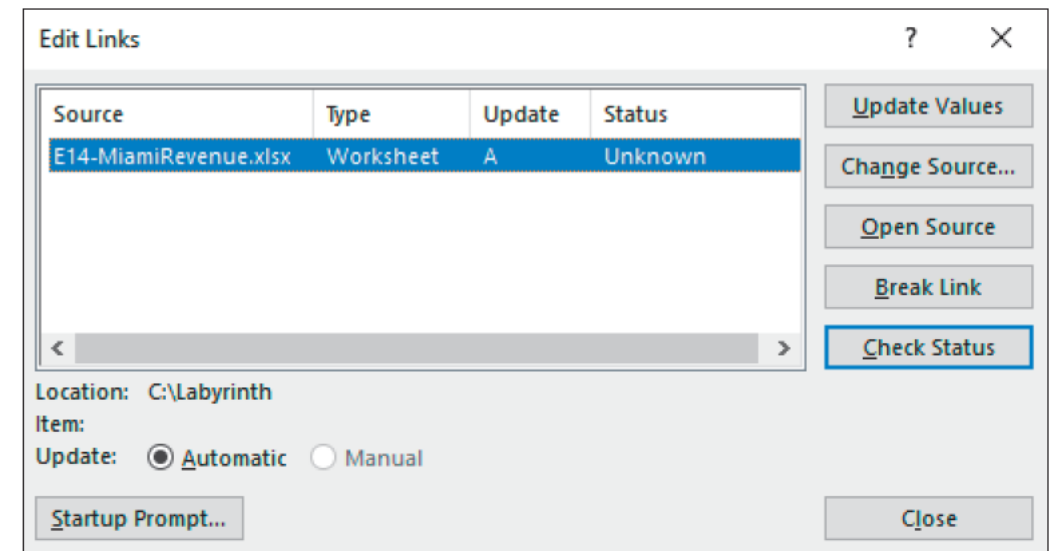 Edit Links ? X
Source Type Update Status
E14-MiamiRevenue.xlsx Worksheet A Unknown
Update Values
Change Source...
Open Source
Break Link
Check Status
Location: C:\Labyrinth
Item:
Update: Automatic Manual
Startup Prompt... Close